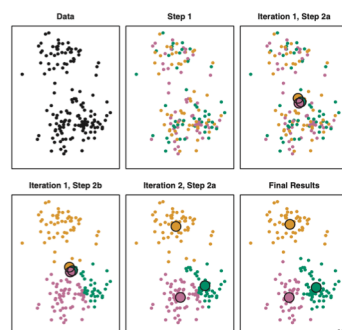 Data
Step 1
Iteration 1, Step 2a
Iteration 1, Step 2b
Iteration 2, Step 2a
Final Results